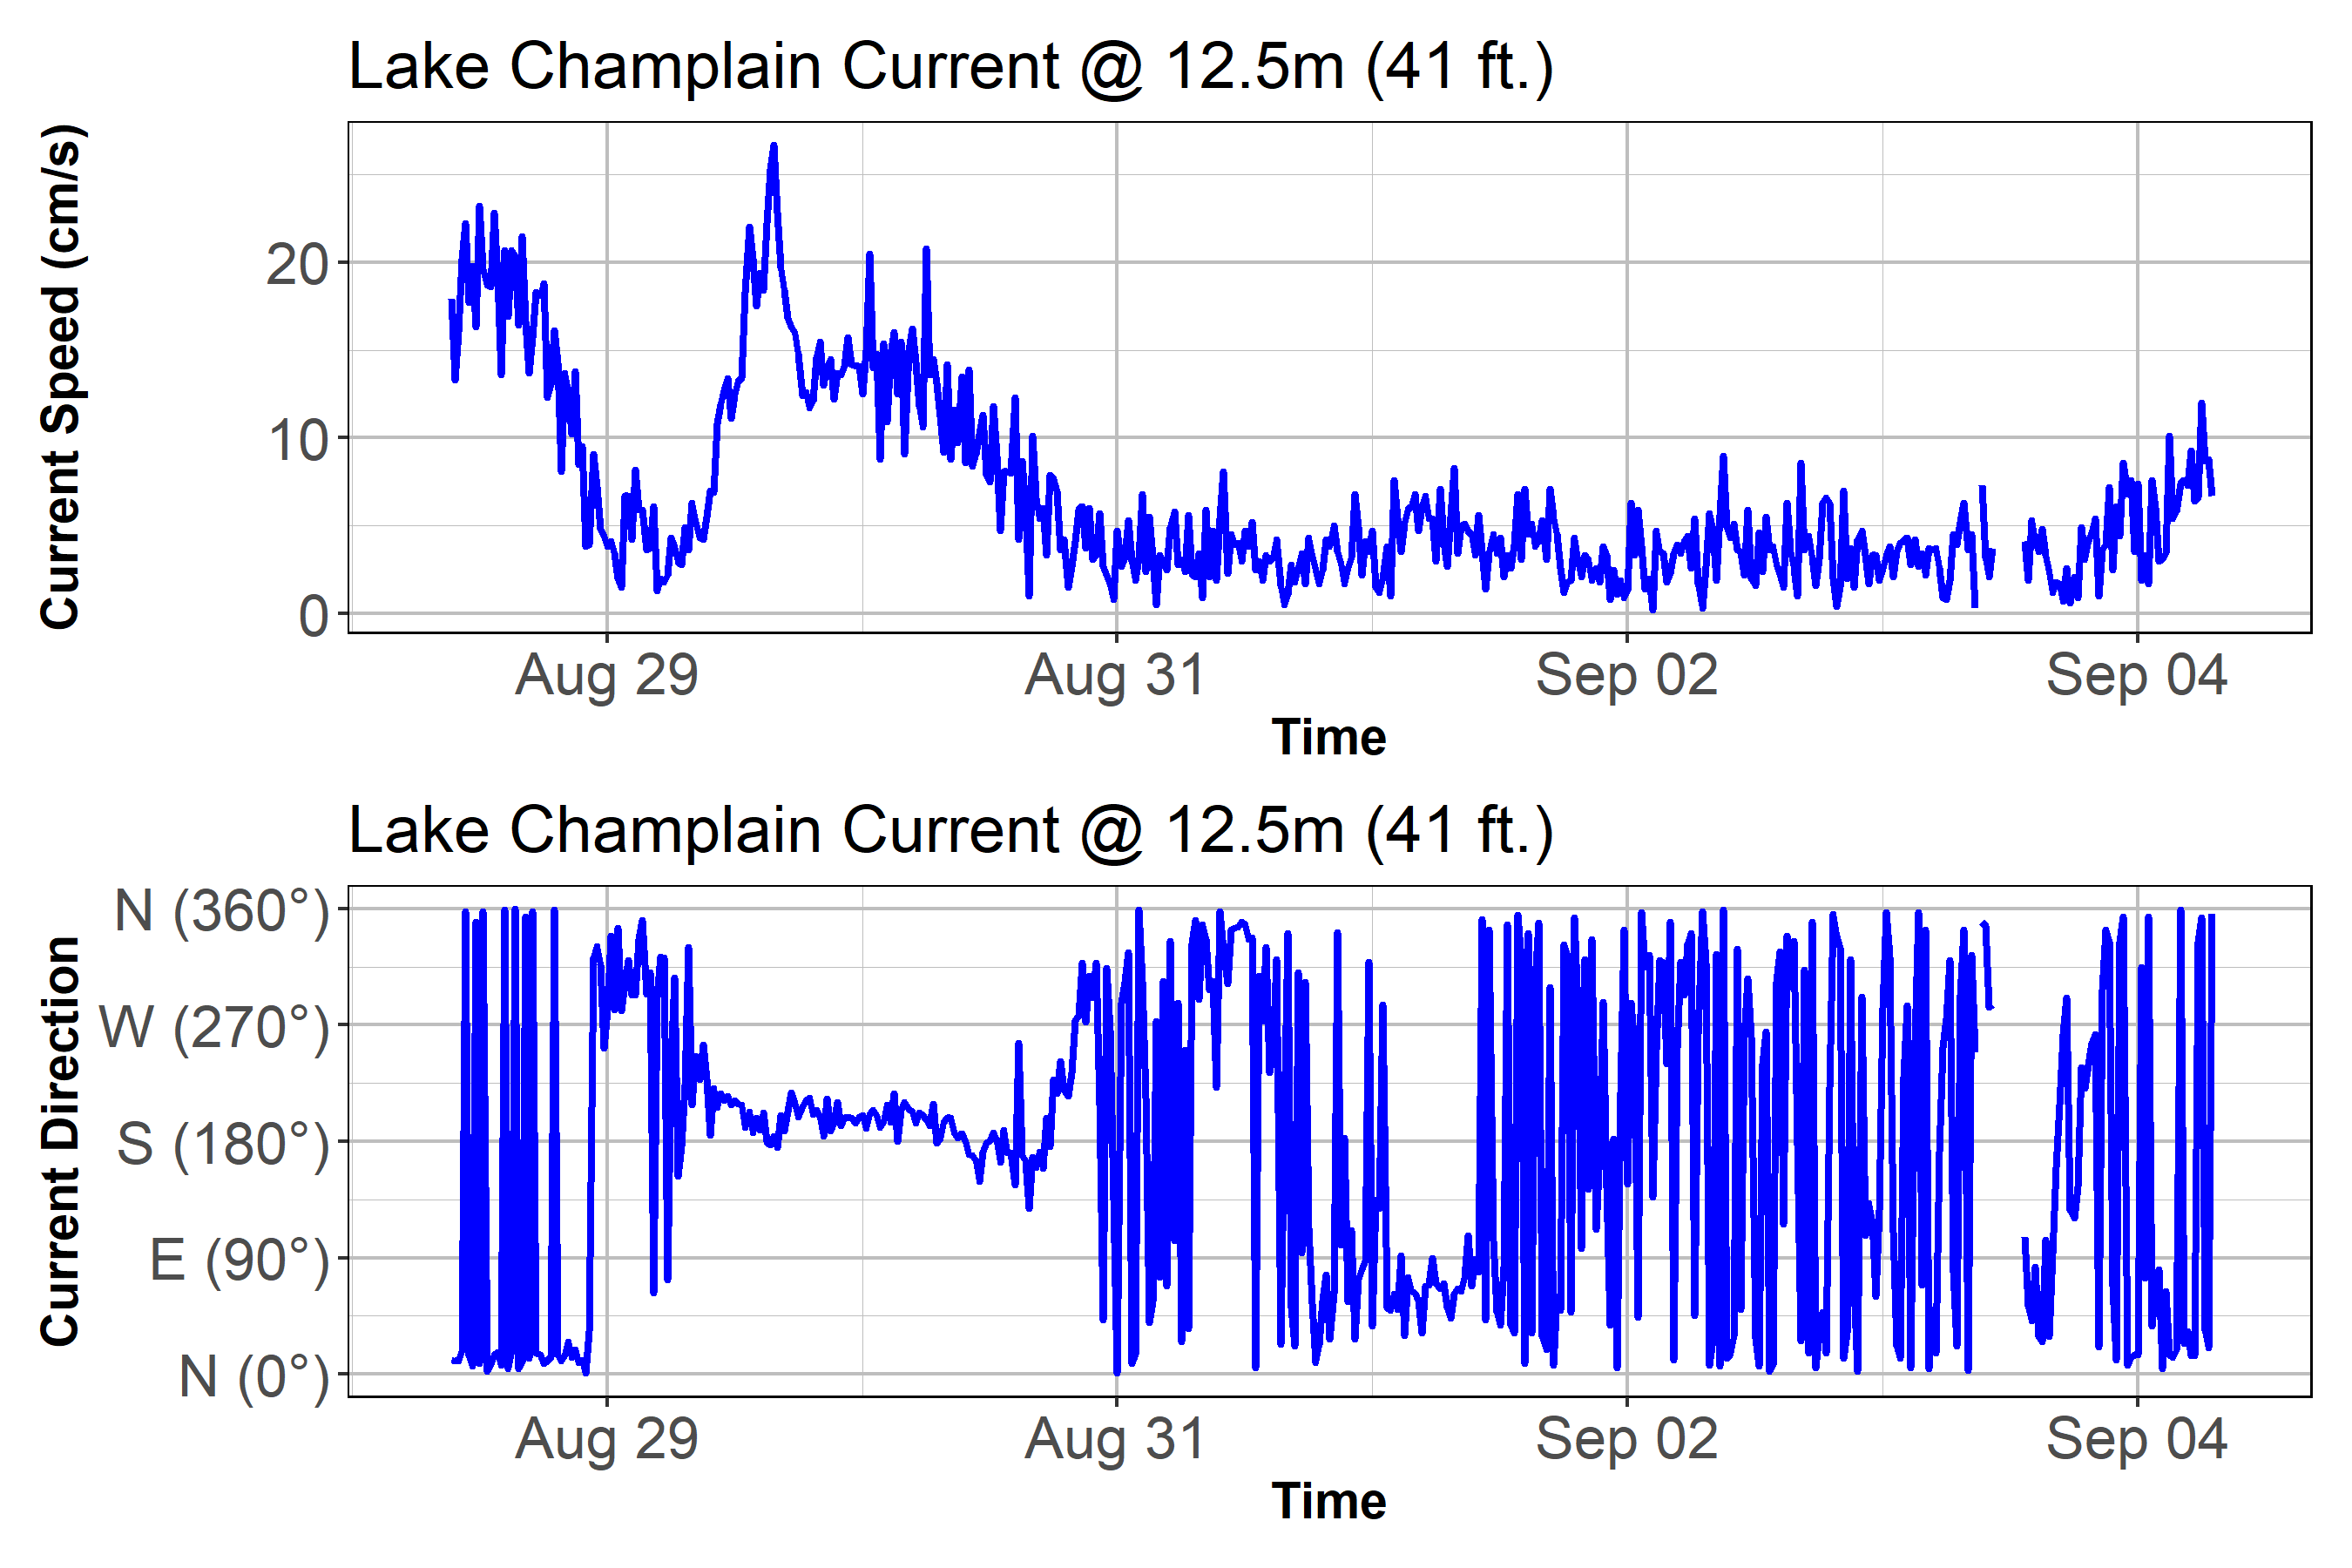 Lake Champlain Current @ 12.5m (41 ft.)
Current Speed (cm/s)
20
10
0
Aug 29 Aug 31 Sep 02 Sep 04
Time
Lake Champlain Current @ 12.5m (41 ft.)
Current Direction
N (360°)
W (270°)
S (180°)
E (90°)
N (0°)
Aug 29 Aug 31 Sep 02 Sep 04
Time